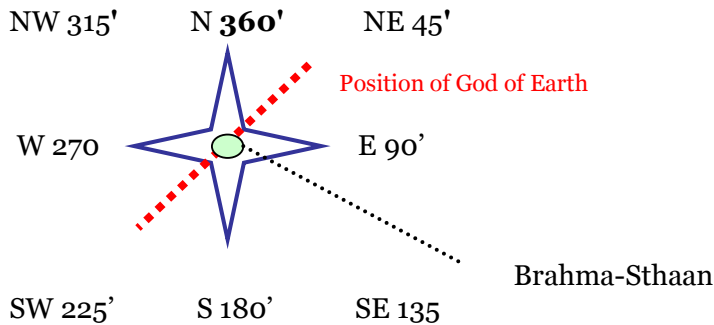 NW 315' N 360' NE 45'
Position of God of Earth
W 270 E 90’
Brahma-Sthaan
SW 225’ S 180’ SE 135